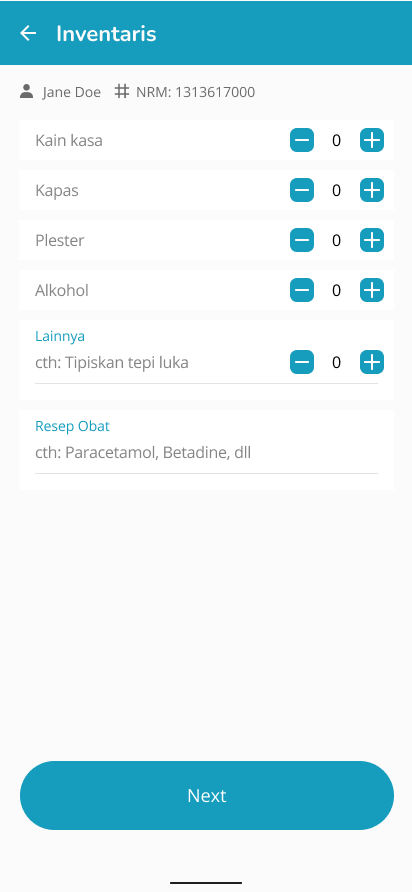 Inventaris
Jane Doe NRM: 1313617000
Kain kasa 0
Kapas 0
Plester 0
Alkohol 0
Lainnya
cth: Tipiskan tepi luka 0
Resep Obat
cth: Paracetamol, Betadine, dll
Next